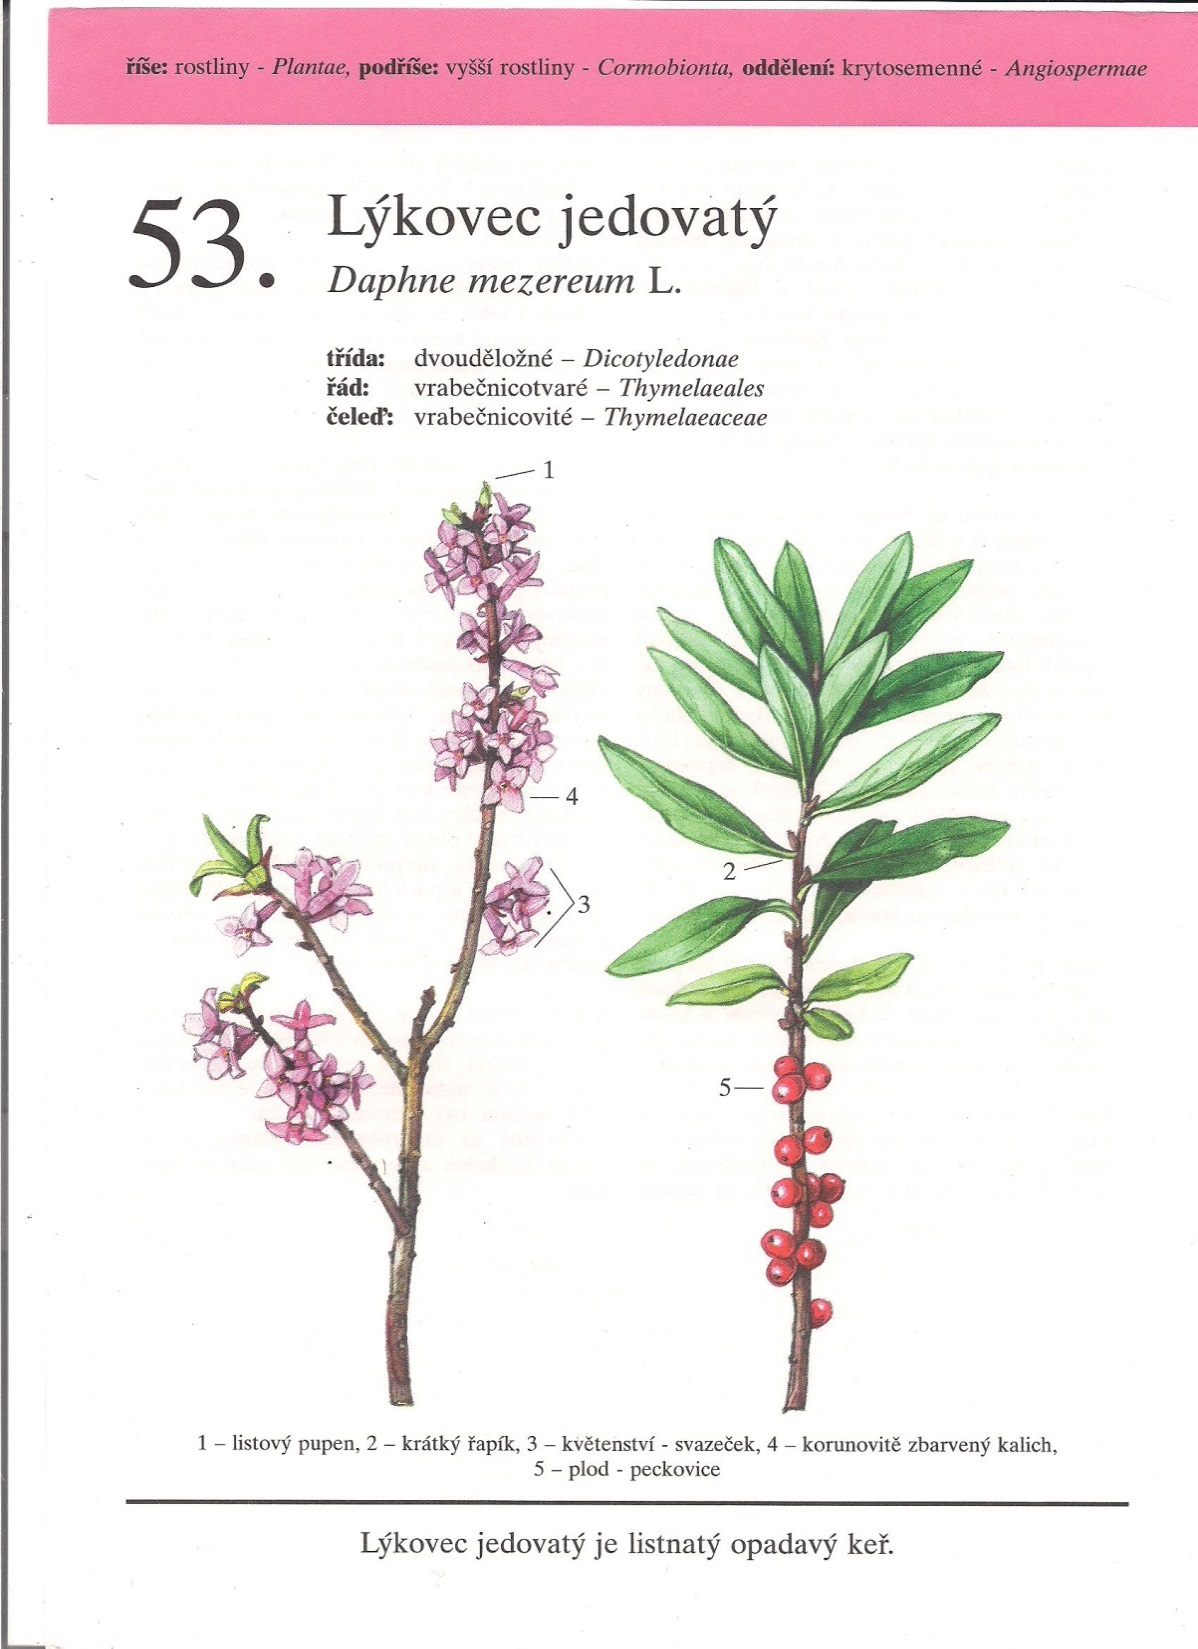 říše: rostliny - Plantae, podříše: vyšší rostliny - Cormobionta, oddělení: krytosemenné - Angiospermae
53.
Lýkovec jedovatý
Daphne mezereum L.
třída: dvouděložné – Dicotyledonae
řád: vrabečnicotvaré – Thymelaeales
čeleď: vrabečnicovité – Thymelaeaceae
1
4
2
3
5
1 – listový pupen, 2 – krátký řapík, 3 – květenství - svazeček, 4 – korunovitě zbarvený kalich,
5 – plod - peckovice
Lýkovec jedovatý je listnatý opadavý keř.